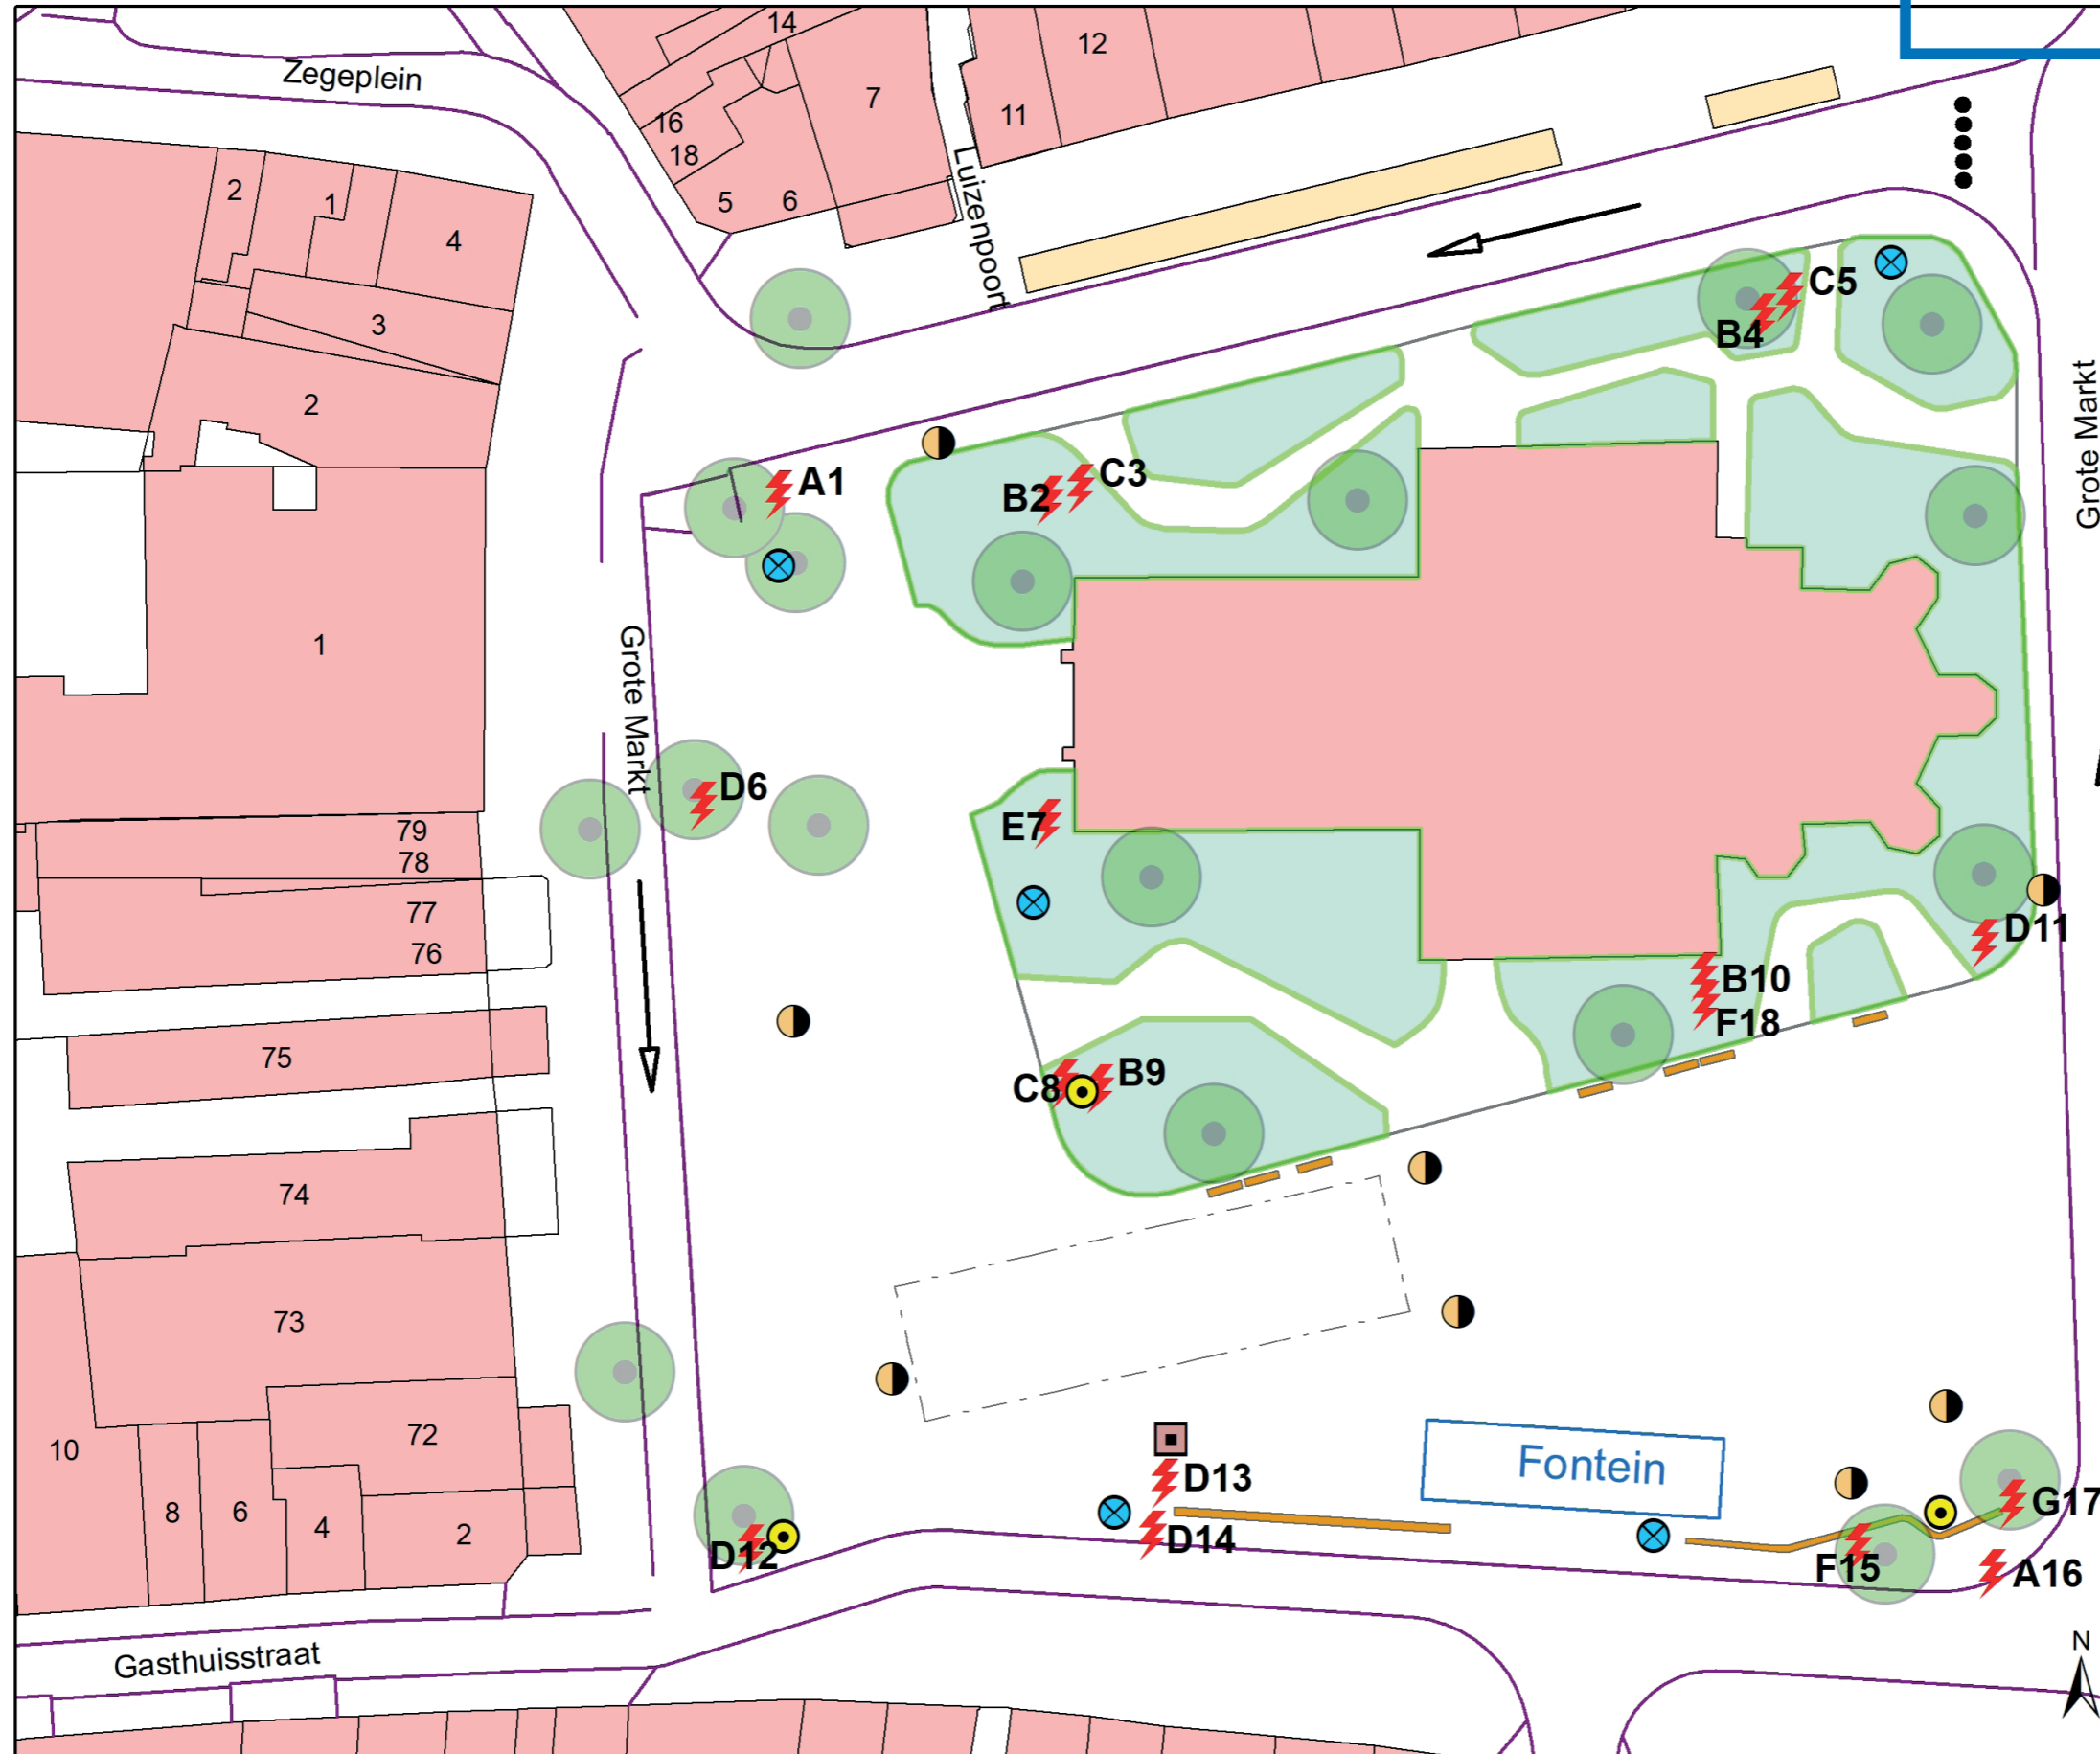 14
12
Zegeplein
7
11
16
18
Luizenpoort
2
1
5
6
4
C5
3
B4
2
Grote Markt
A1
C3
B2
1
Grote Markt
D6
E7
79
78
77
76
D11
B10
F18
75
C8
B9
74
73
72
10
Fontein
D13
8
6
4
2
D12
D14
G17
F15
A16
N
Gasthuisstraat